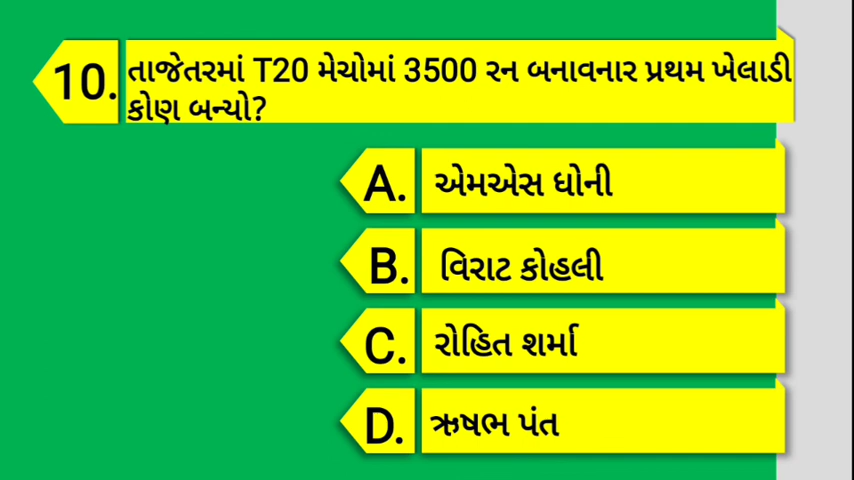 10. તાજેતરમાં T20 મેચોમાં 3500 રન બનાવનાર પ્રથમ ખેલાડી
કોણ બન્યો?
A. એમએસ ધોની
B. વિરાટ કોહલી
C. રોહિત શર્મા
D. ઋષભ પંત